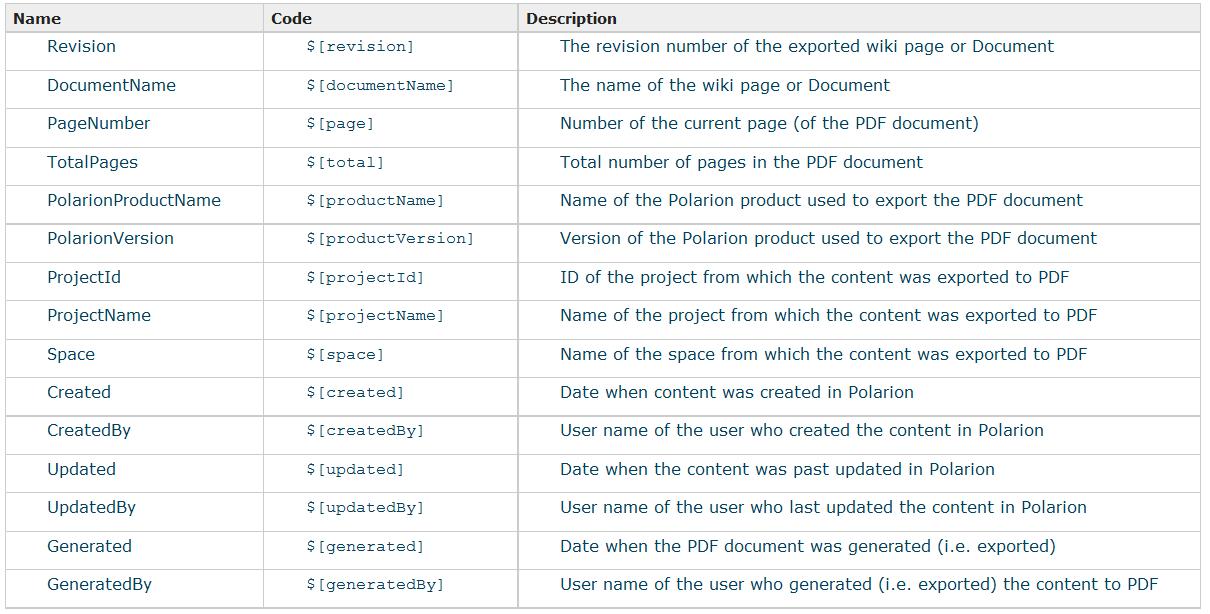 Name Code Description
Revision $[revision] The revision number of the exported wiki page or Document
DocumentName $[documentName] The name of the wiki page or Document
PageNumber $[page] Number of the current page (of the PDF document)
TotalPages $[total] Total number of pages in the PDF document
PolarionProductName $[productName] Name of the Polarion product used to export the PDF document
PolarionVersion $[productVersion] Version of the Polarion product used to export the PDF document
ProjectId $[projectId] ID of the project from which the content was exported to PDF
ProjectName $[projectName] Name of the project from which the content was exported to PDF
Space $[space] Name of the space from which the content was exported to PDF
Created $[created] Date when content was created in Polarion
CreatedBy $[createdBy] User name of the user who created the content in Polarion
Updated $[updated] Date when the content was past updated in Polarion
UpdatedBy $[updatedBy] User name of the user who last updated the content in Polarion
Generated $[generated] Date when the PDF document was generated (i.e. exported)
GeneratedBy $[generatedBy] User name of the user who generated (i.e. exported) the content to PDF